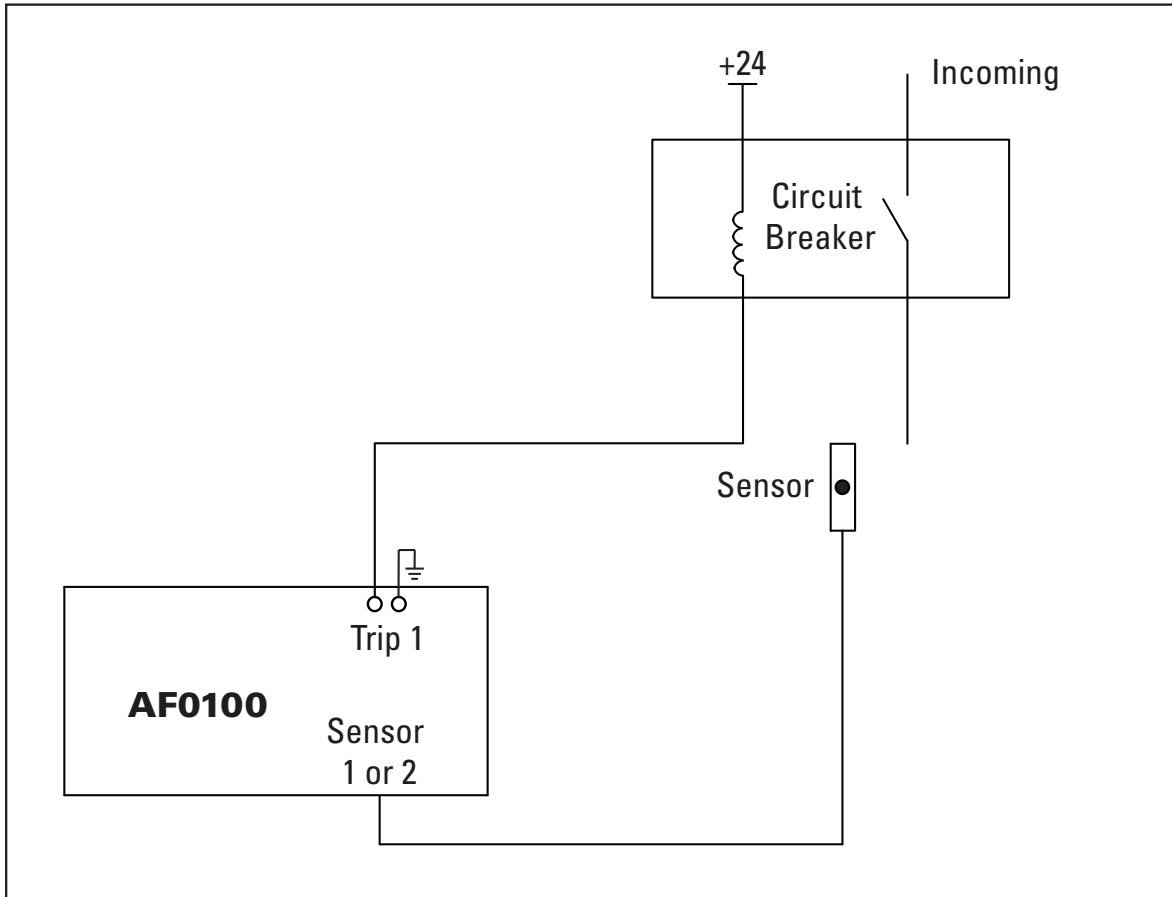 +24
Incoming
Circuit
Breaker
Sensor
Trip 1
AF0100
Sensor
1 or 2